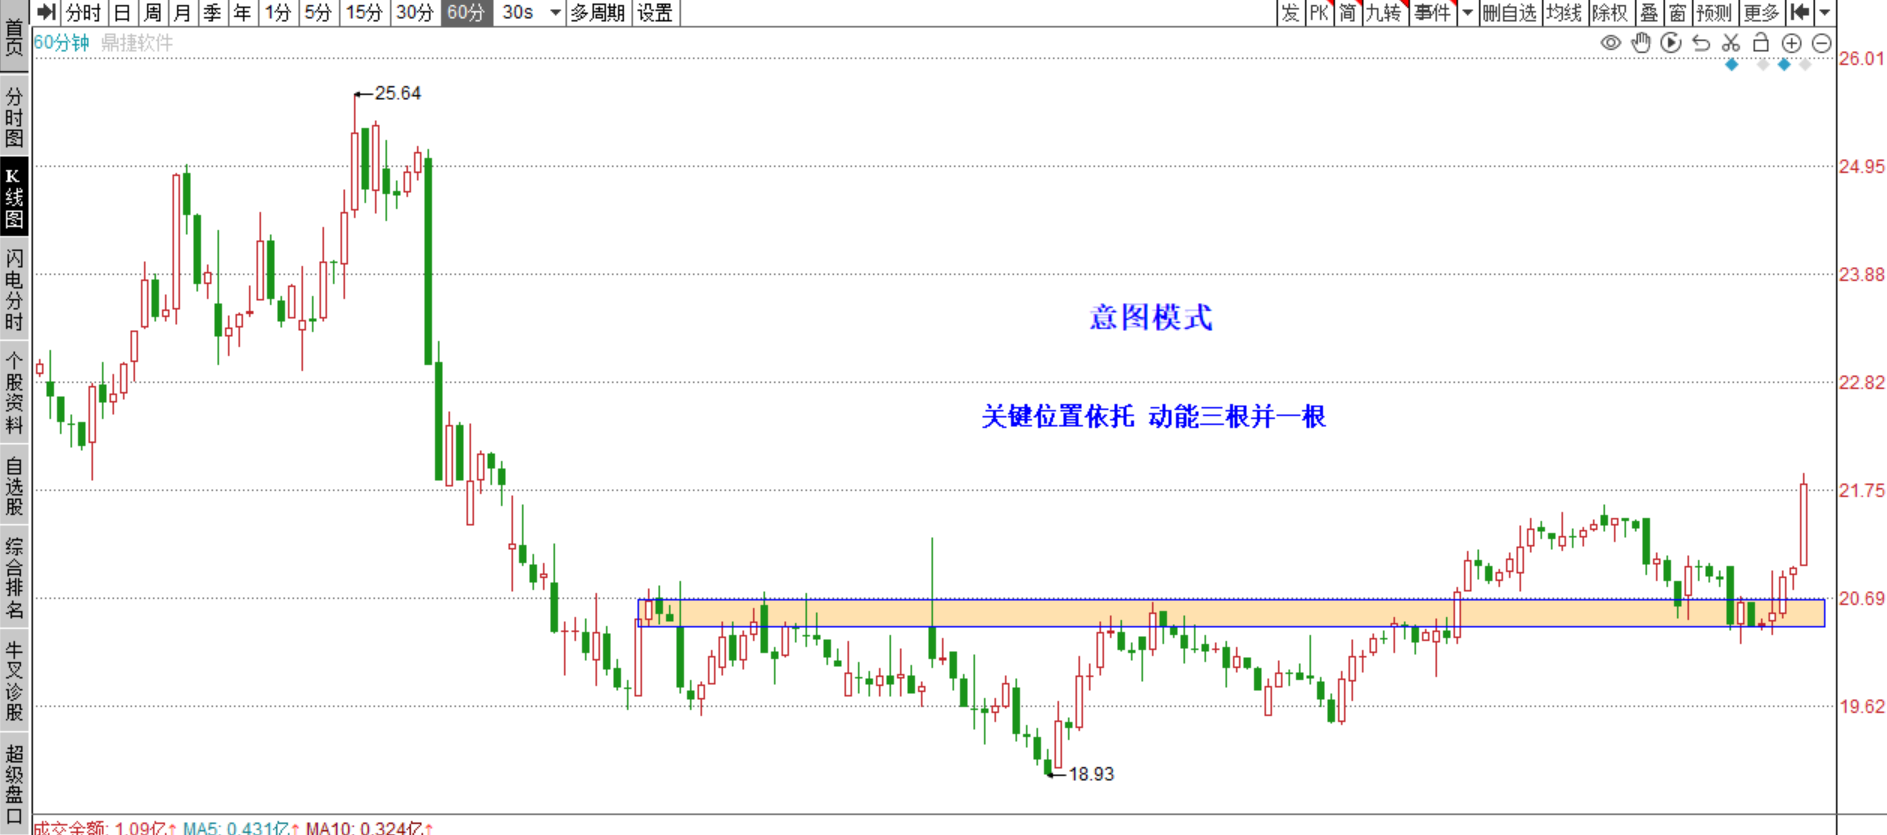 分时 日 周 月 季 年 1分 5分 15分 30分 60分 30s 多周期 设置 发 PK 简 九转 事件 删自选 均线 除权 叠 窗 预测 更多
首页
分时图
K线图
闪电分时
个股资料
自选股
综合排名
牛叉诊股
超级盘口
60分钟 鼎捷软件
26.01
25.64
24.95
23.88
意图模式
22.82
关键位置依托 动能三根并一根
21.75
20.69
19.62
18.93
成交金额: 1.09亿↑ MA5: 0.431亿↑ MA10: 0.324亿↑